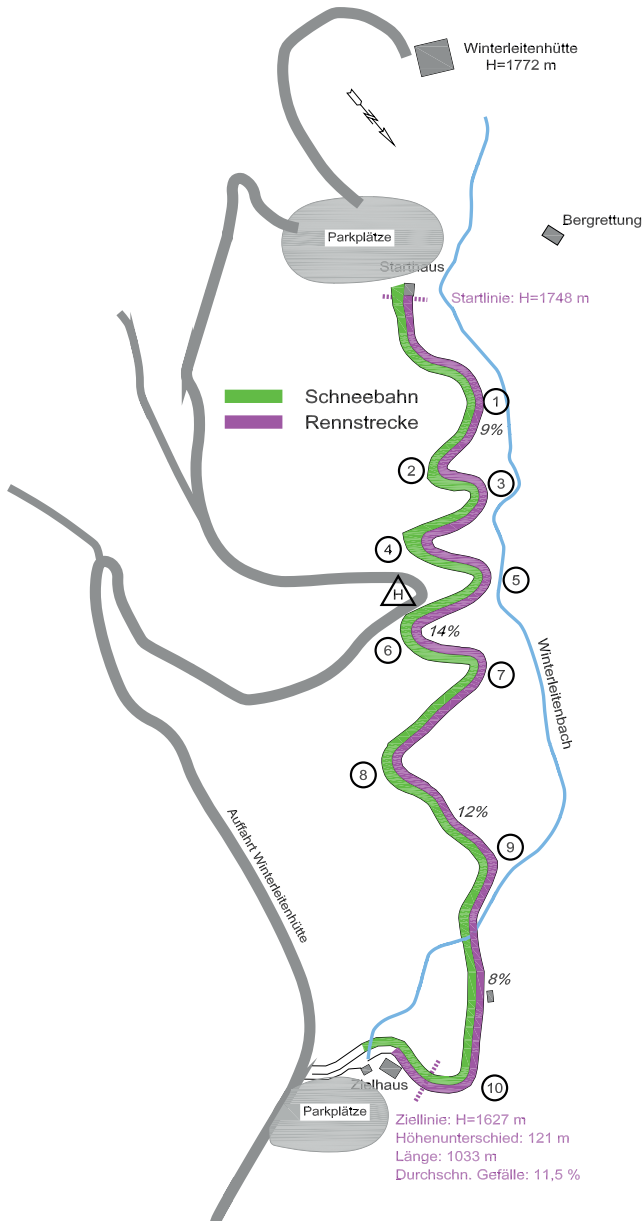 Winterleitenhütte
H=1772 m
N
Bergrettung
Parkplätze
Starthaus
Startlinie: H=1748 m
Schneebahn
Rennstrecke
1
9%
2
3
4
5
H
14%
6
7
Winterleitenbach
8
12%
9
Auffahrt Winterleitenhütte
8%
Zielhaus
10
Parkplätze
Ziellinie: H=1627 m
Höhenunterschied: 121 m
Länge: 1033 m
Durchschn. Gefälle: 11,5 %